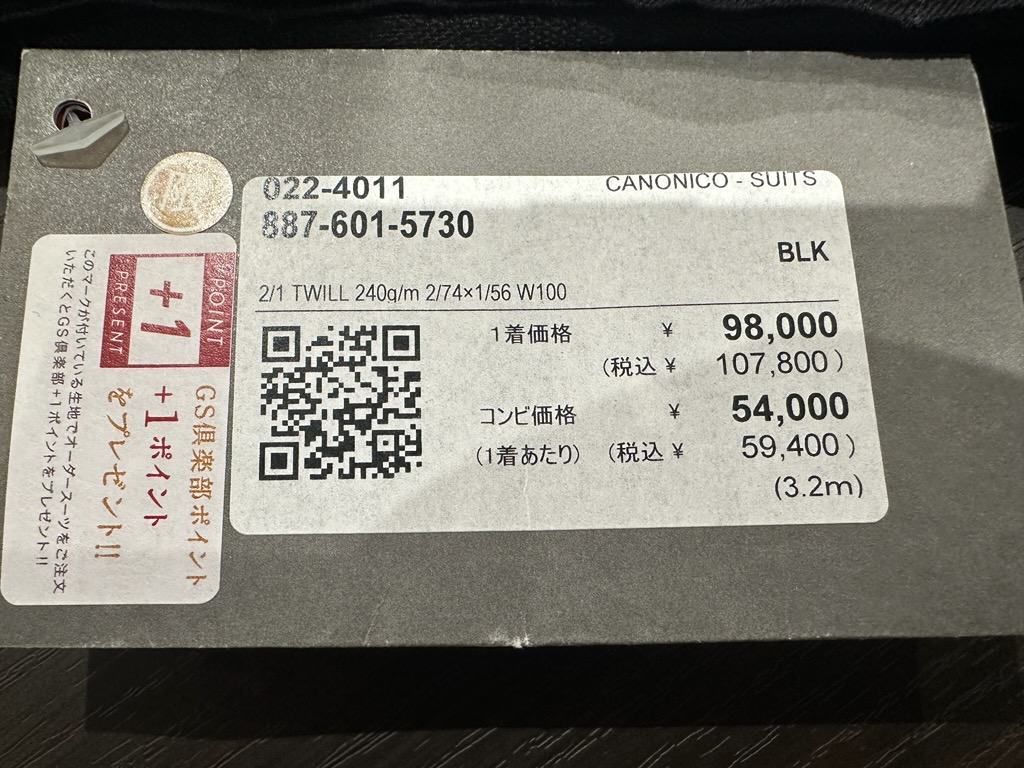 022-4011
CANONICO - SUITS
887-601-5730
BLK
2/1 TWILL 240g/m 2/74×1/56 W100
1着価格 ¥ 98,000
(税込 ¥ 107,800 )
コンビ価格 ¥ 54,000
(1着あたり) (税込 ¥ 59,400 )
(3.2m)
POINT
+1
PRESENT
GS倶楽部ポイント
+1ポイント
をプレゼント!!
このマークが付いている生地でオーダースーツをご注文
いただくとGS倶楽部+1ポイントをプレゼント!!